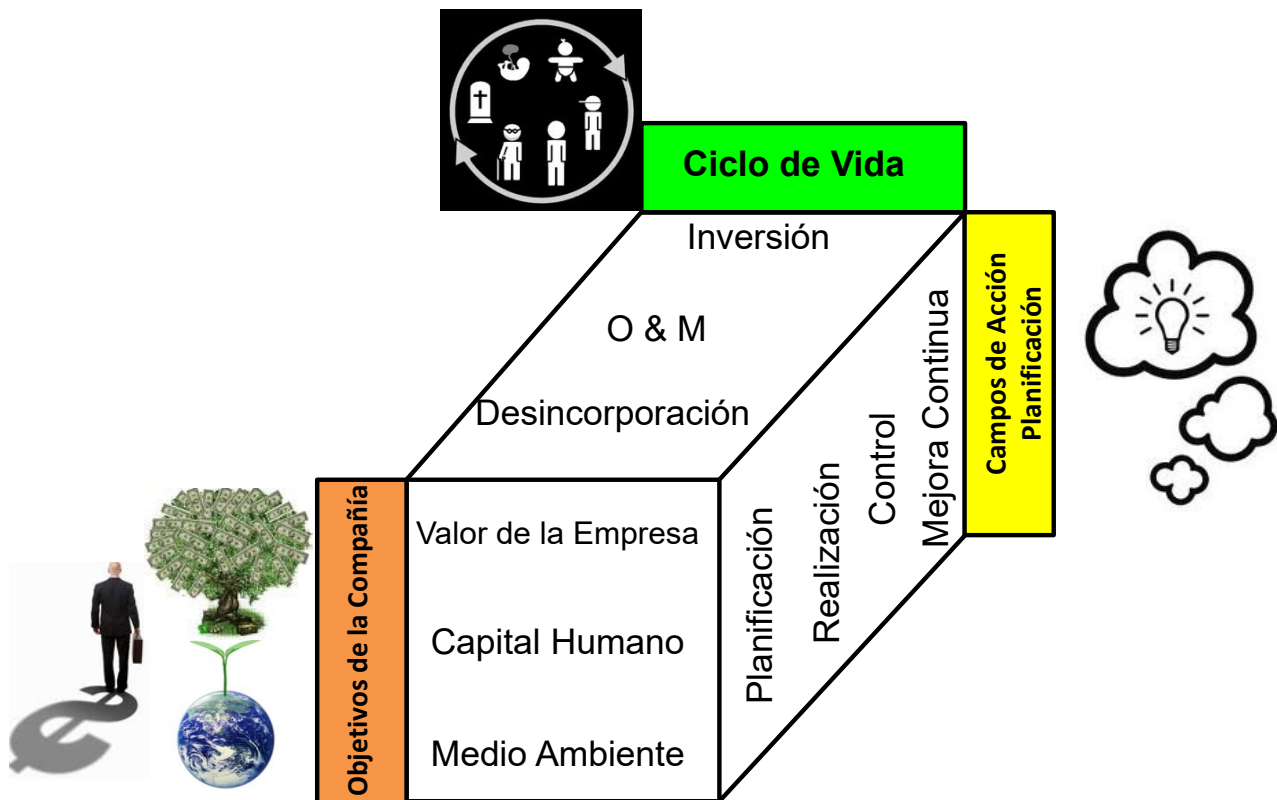 Ciclo de Vida
Inversión
O & M
Desincorporación
Campos de Acción
Planificación
Objetivos de la Compañía
Valor de la Empresa
Capital Humano
Medio Ambiente
Planificación
Realización
Control
Mejora Continua